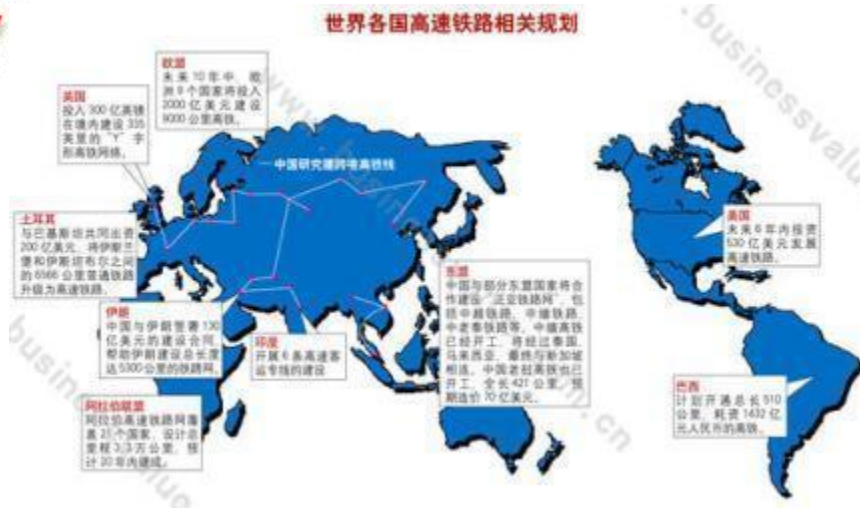 世界各国高速铁路相关规划
欧盟
未来10年中，欧
洲9个国家将投入
2000亿美元建设
9000公里高铁。
英国
投入300亿英镑
在境内建设335
英里的“Y”字
形高铁网络。
中国研究建跨境高铁线
土耳其
与巴基斯坦共同出资
200亿美元，将伊斯兰
堡和伊斯坦布尔之间
的6566公里普通铁路
升级为高速铁路。
伊朗
中国与伊朗签署130
亿美元的建设合同，
帮助伊朗建设总长度
达5300公里的铁路网。
印度
开展6条高速客
运专线的建设
阿拉伯联盟
阿拉伯高速铁路网覆
盖21个国家，设计总
里程3.3万公里，预
计30年内建成。
东盟
中国与部分东盟国家将合
作建设“泛亚铁路网”，包
括中越铁路、中缅铁路、
中老泰铁路等。中缅高铁
已经开工，将经过泰国、
马来西亚，最终与新加坡
相连。中国老挝高铁也已
开工，全长421公里，预
期造价70亿美元。
美国
未来6年内投资
530亿美元发展
高速铁路。
巴西
计划开通总长510
公里，耗资1432亿
元人民币的高铁。
www.busin
.businessvalu
business
.cn